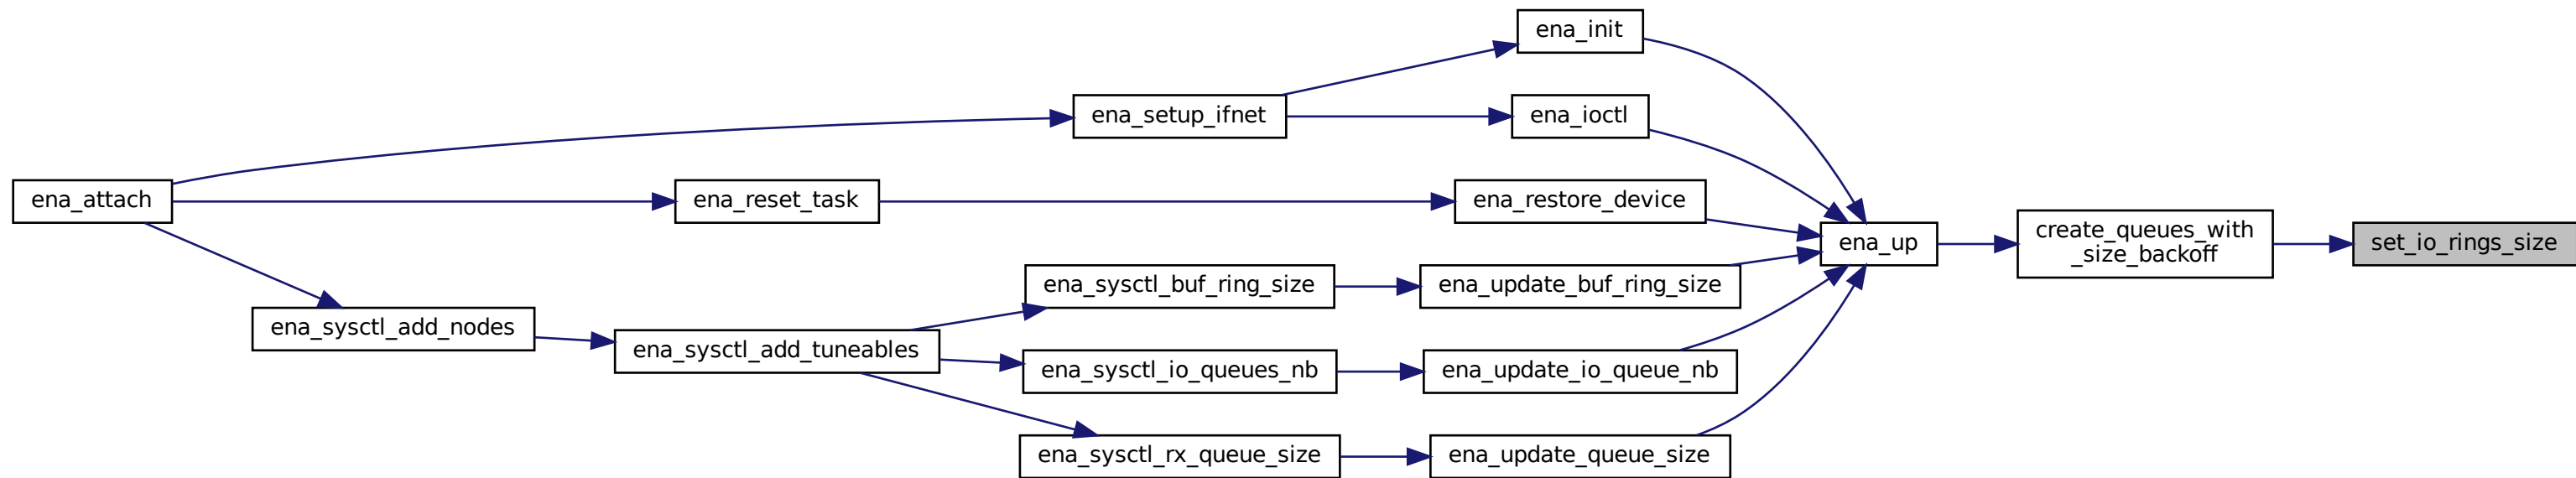 ena_init
ena_setup_ifnet
ena_ioctl
ena_attach
ena_reset_task
ena_restore_device
ena_up
create_queues_with
_size_backoff
set_io_rings_size
ena_sysctl_buf_ring_size
ena_update_buf_ring_size
ena_sysctl_add_nodes
ena_sysctl_add_tuneables
ena_sysctl_io_queues_nb
ena_update_io_queue_nb
ena_sysctl_rx_queue_size
ena_update_queue_size